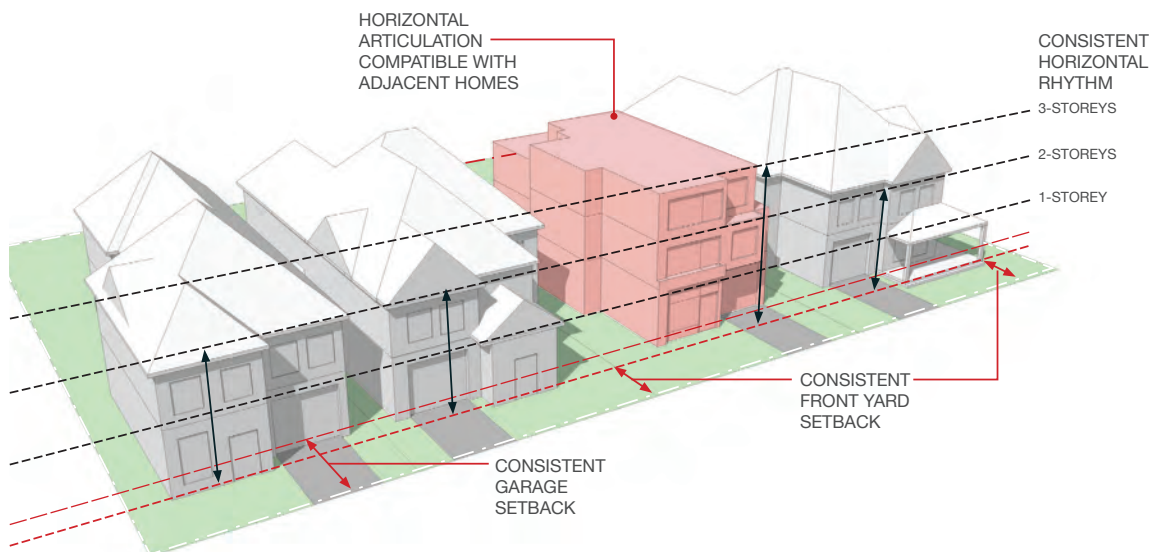 HORIZONTAL
ARTICULATION
COMPATIBLE WITH
ADJACENT HOMES
CONSISTENT
HORIZONTAL
RHYTHM
3-STOREYS
2-STOREYS
1-STOREY
CONSISTENT
FRONT YARD
SETBACK
CONSISTENT
GARAGE
SETBACK